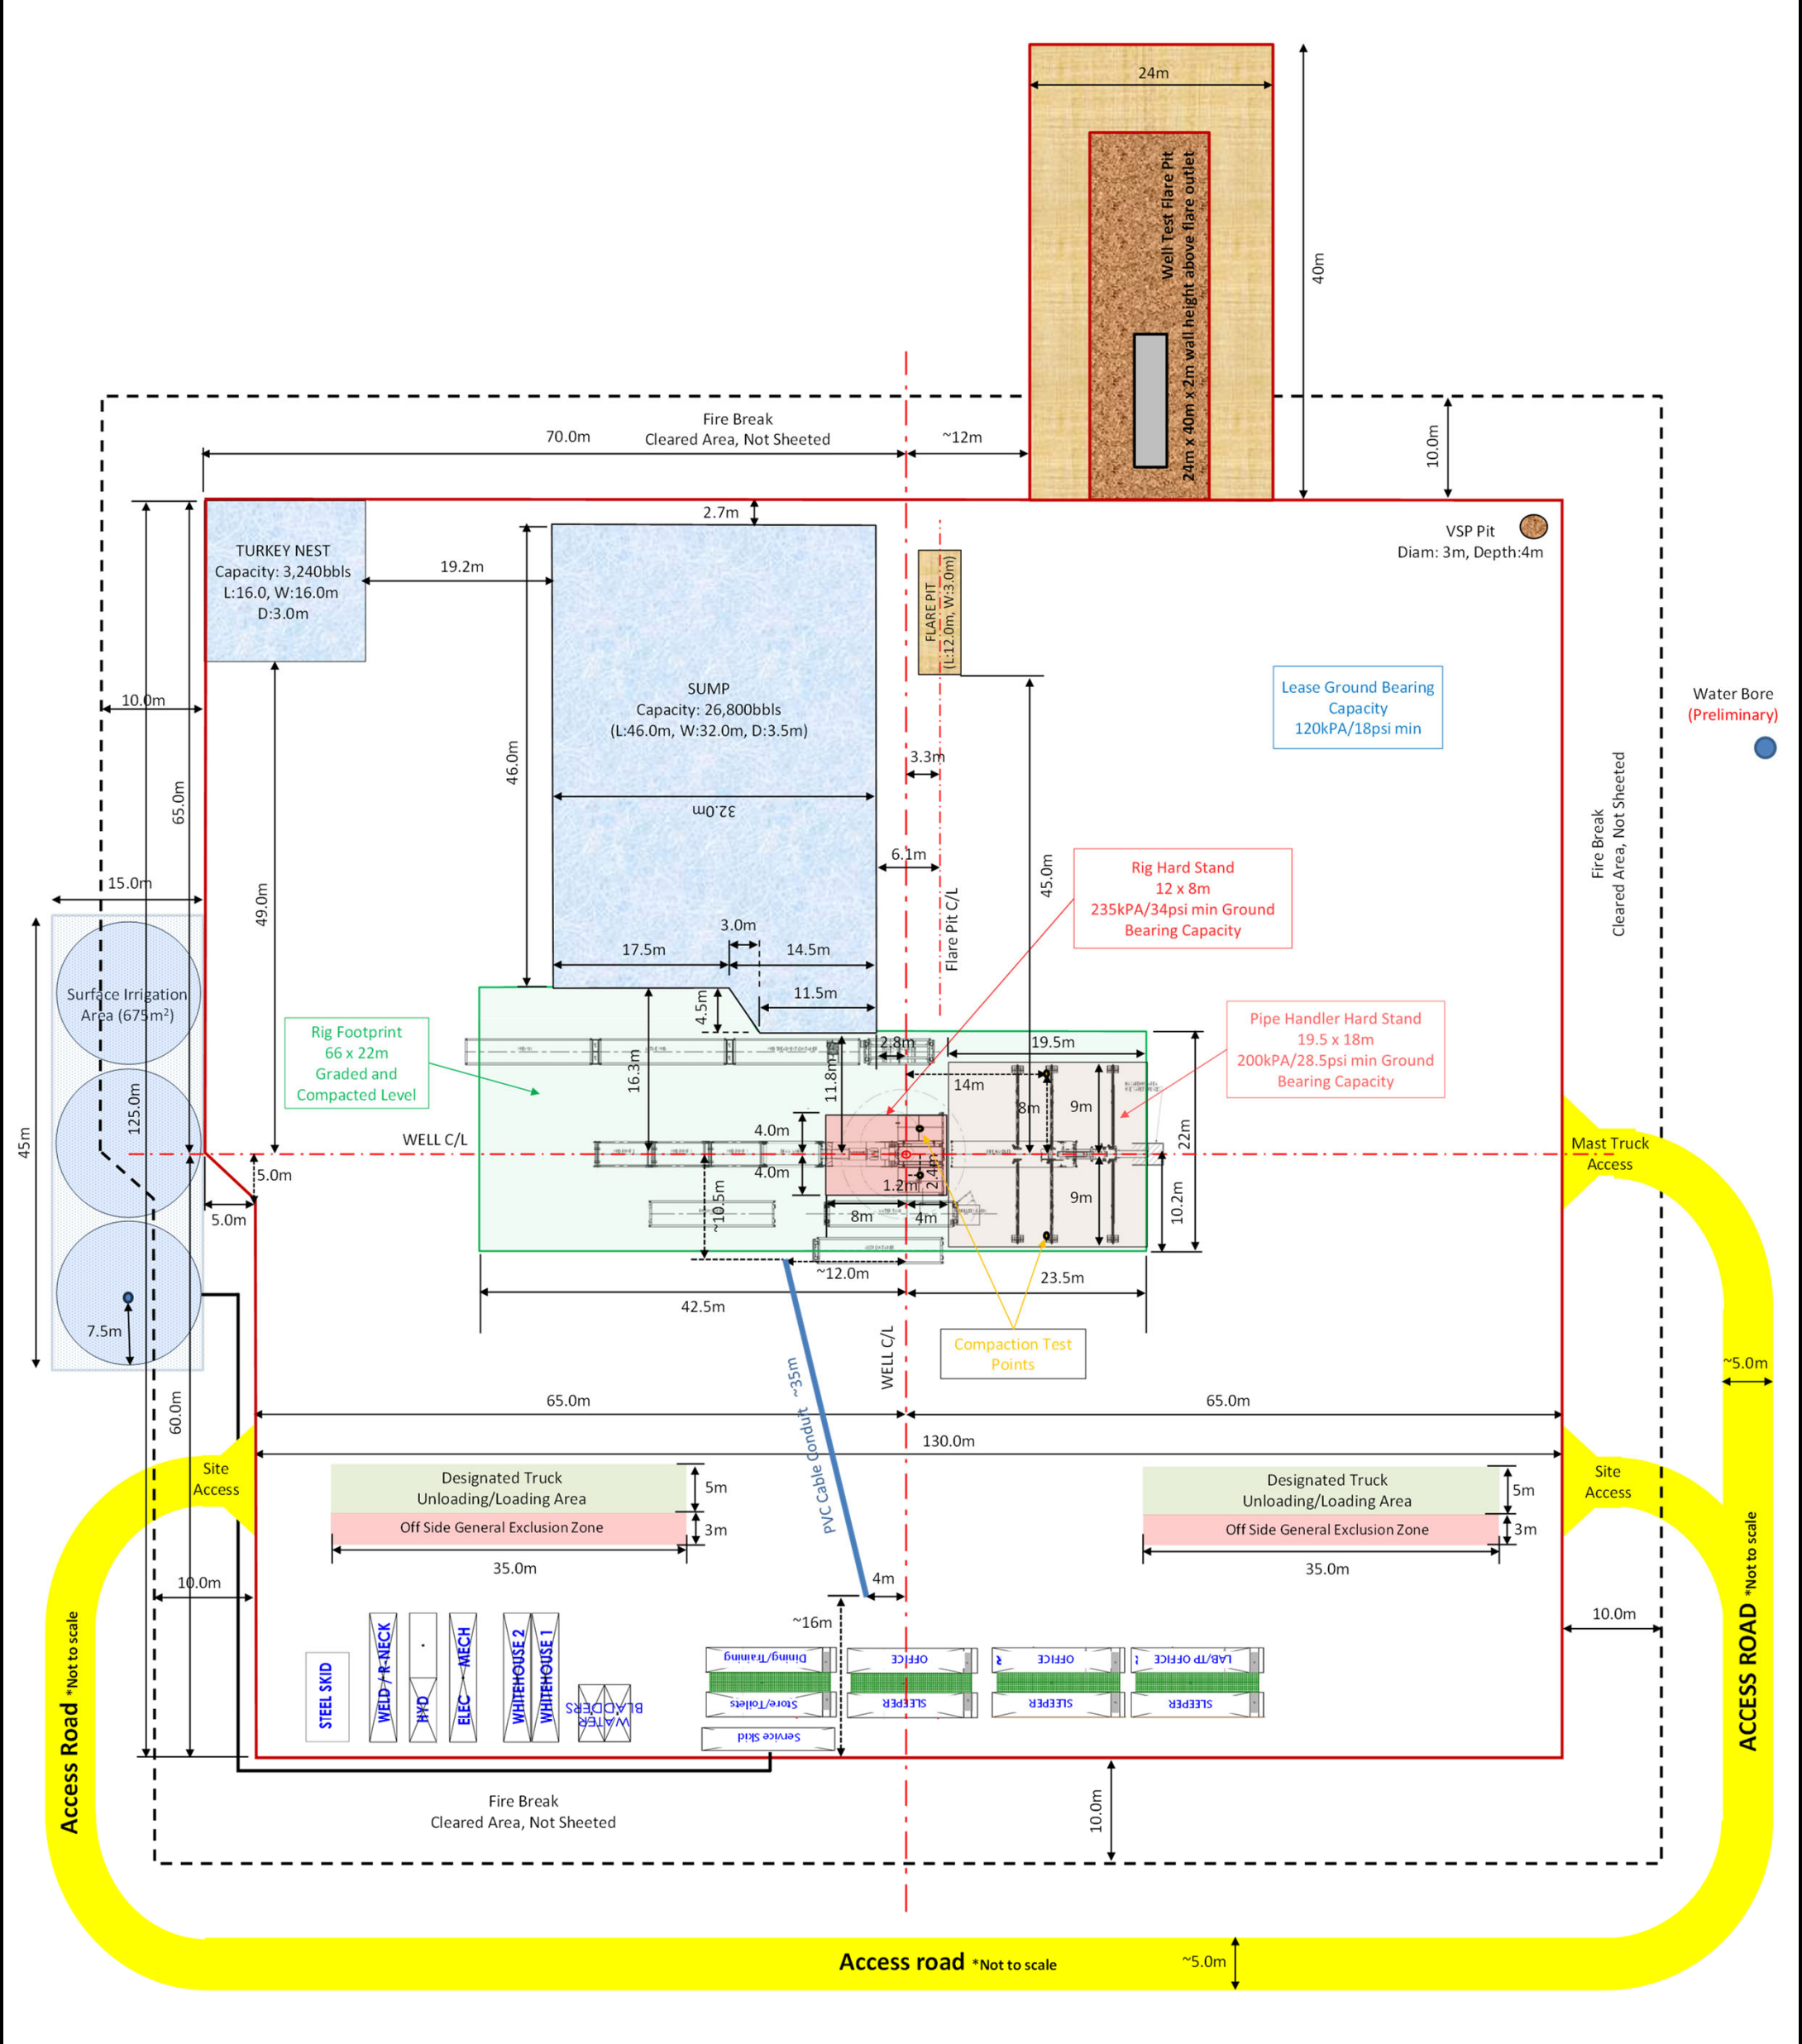 24m
Well Test Flare Pit
24m x 40m x 2m wall height above flare outlet
40m
Fire Break
Cleared Area, Not Sheeted
70.0m
~12m
10.0m
2.7m
TURKEY NEST
Capacity: 3,240bbls
L:16.0, W:16.0m
D:3.0m
19.2m
VSP Pit
Diam: 3m, Depth:4m
FLARE PIT
(L:12.0m, W:3.0m)
SUMP
Capacity: 26,800bbls
(L:46.0m, W:32.0m, D:3.5m)
Lease Ground Bearing
Capacity
120kPA/18psi min
Water Bore
(Preliminary)
10.0m
65.0m
46.0m
3.3m
32.0m
Fire Break
Cleared Area, Not Sheeted
15.0m
49.0m
6.1m
45.0m
Rig Hard Stand
12 x 8m
235kPA/34psi min Ground
Bearing Capacity
Flare Pit C/L
3.0m
17.5m
14.5m
11.5m
4.5m
Surface Irrigation
Area (675m²)
Rig Footprint
66 x 22m
Graded and
Compacted Level
Pipe Handler Hard Stand
19.5 x 18m
200kPA/28.5psi min Ground
Bearing Capacity
2.8m
19.5m
16.3m
11.8m
14m
8m
9m
22m
125.0m
45m
WELL C/L
4.0m
4.0m
Mast Truck
Access
5.0m
5.0m
1.2m
2.4m
9m
10.2m
~10.5m
8m
4m
~12.0m
23.5m
42.5m
7.5m
WELL C/L
Compaction Test
Points
PVC Cable Conduit ~35m
~5.0m
60.0m
65.0m
65.0m
130.0m
Site
Access
Designated Truck
Unloading/Loading Area
5m
Off Side General Exclusion Zone
3m
35.0m
Designated Truck
Unloading/Loading Area
5m
Off Side General Exclusion Zone
3m
35.0m
Site
Access
10.0m
4m
~16m
10.0m
Access Road *Not to scale
ACCESS ROAD *Not to scale
STEEL SKID
WELD / R-NECK
HYD
ELEC MECH
WHITEHOUSE 2
WHITEHOUSE 1
WATER
BLADDERS
Dining/Training
Store/Toilets
Service Skid
OFFICE
SLEEPER
OFFICE
SLEEPER
LAB/TP OFFICE
SLEEPER
Fire Break
Cleared Area, Not Sheeted
10.0m
Access road *Not to scale
~5.0m